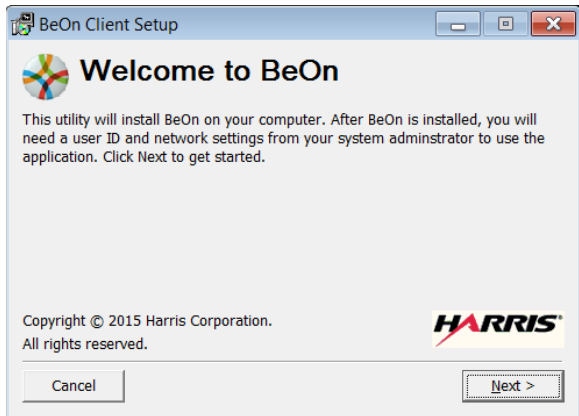 BeOn Client Setup
Welcome to BeOn
This utility will install BeOn on your computer. After BeOn is installed, you will
need a user ID and network settings from your system adminstrator to use the
application. Click Next to get started.
Copyright © 2015 Harris Corporation.
All rights reserved.
HARRIS®
Cancel
Next >